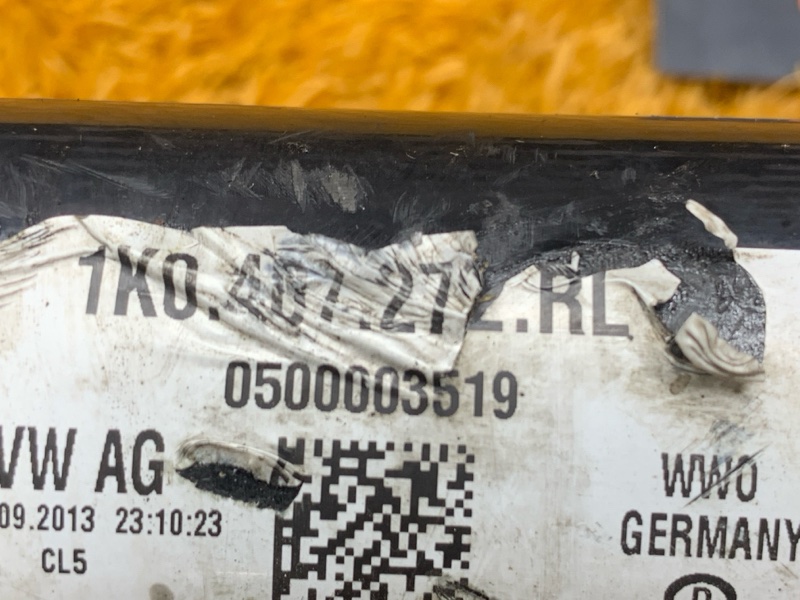 1K0.407.272.RL
0500003519
VW AG
09.2013 23:10:23
CL5
WWO
GERMANY